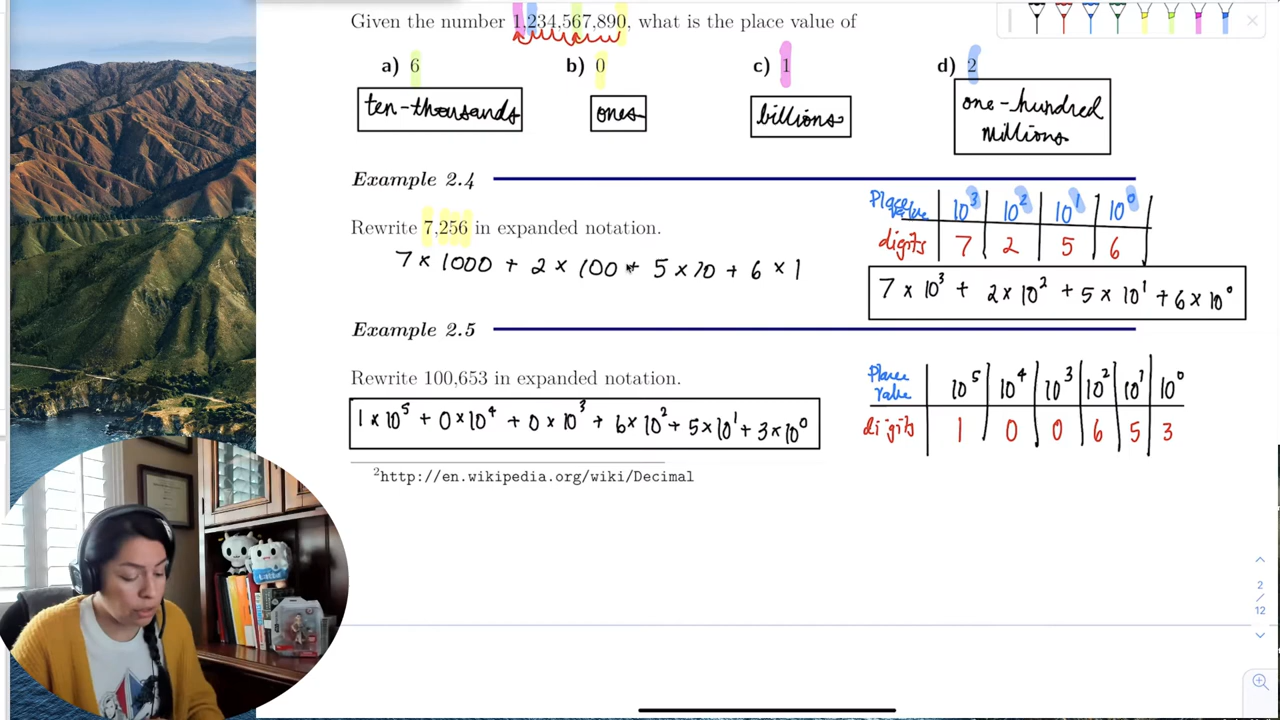 Given the number 1,234,567,890, what is the place value of
a) 6 b) 0 c) 1 d) 2
ten-thousands ones billions one-hundred
millions
Example 2.4
Rewrite 7,256 in expanded notation.
7 × 1000 + 2 × 100 + 5 × 10 + 6 × 1
Place value 10³ 10² 10¹ 10⁰
digits 7 2 5 6
7 × 10³ + 2 × 10² + 5 × 10¹ + 6 × 10⁰
Example 2.5
Rewrite 100,653 in expanded notation.
1 × 10⁵ + 0 × 10⁴ + 0 × 10³ + 6 × 10² + 5 × 10¹ + 3 × 10⁰
Place
value 10⁵ 10⁴ 10³ 10² 10¹ 10⁰
digits 1 0 0 6 5 3
²http://en.wikipedia.org/wiki/Decimal
2
/
12